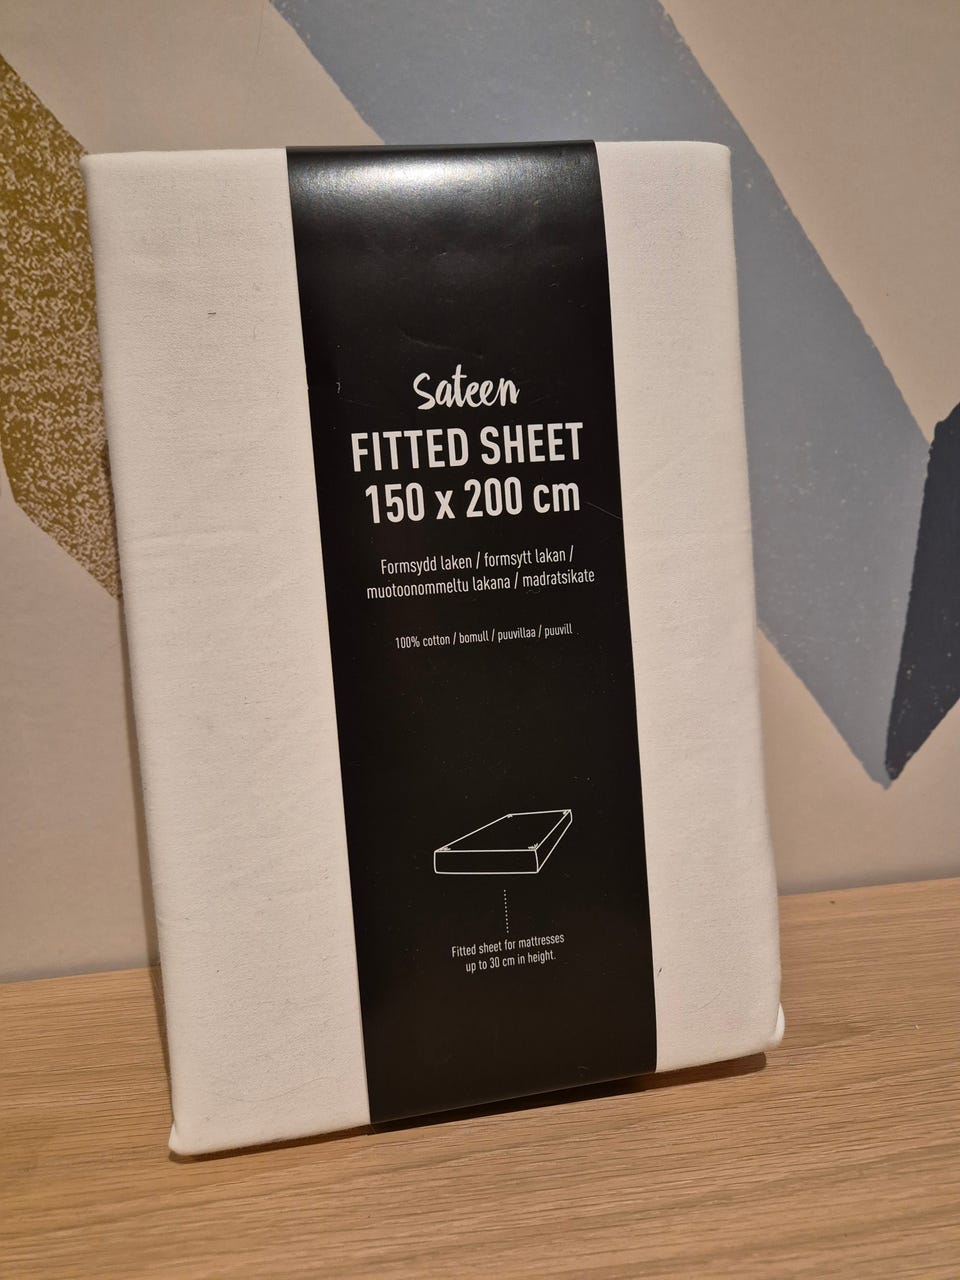 Sateen
FITTED SHEET
150 x 200 cm
Formsydd laken / formsytt lakan /
muotoonommeltu lakana / madratsikate
100% cotton / bomull / puuvillaa / puuvill
Fitted sheet for mattresses
up to 30 cm in height.